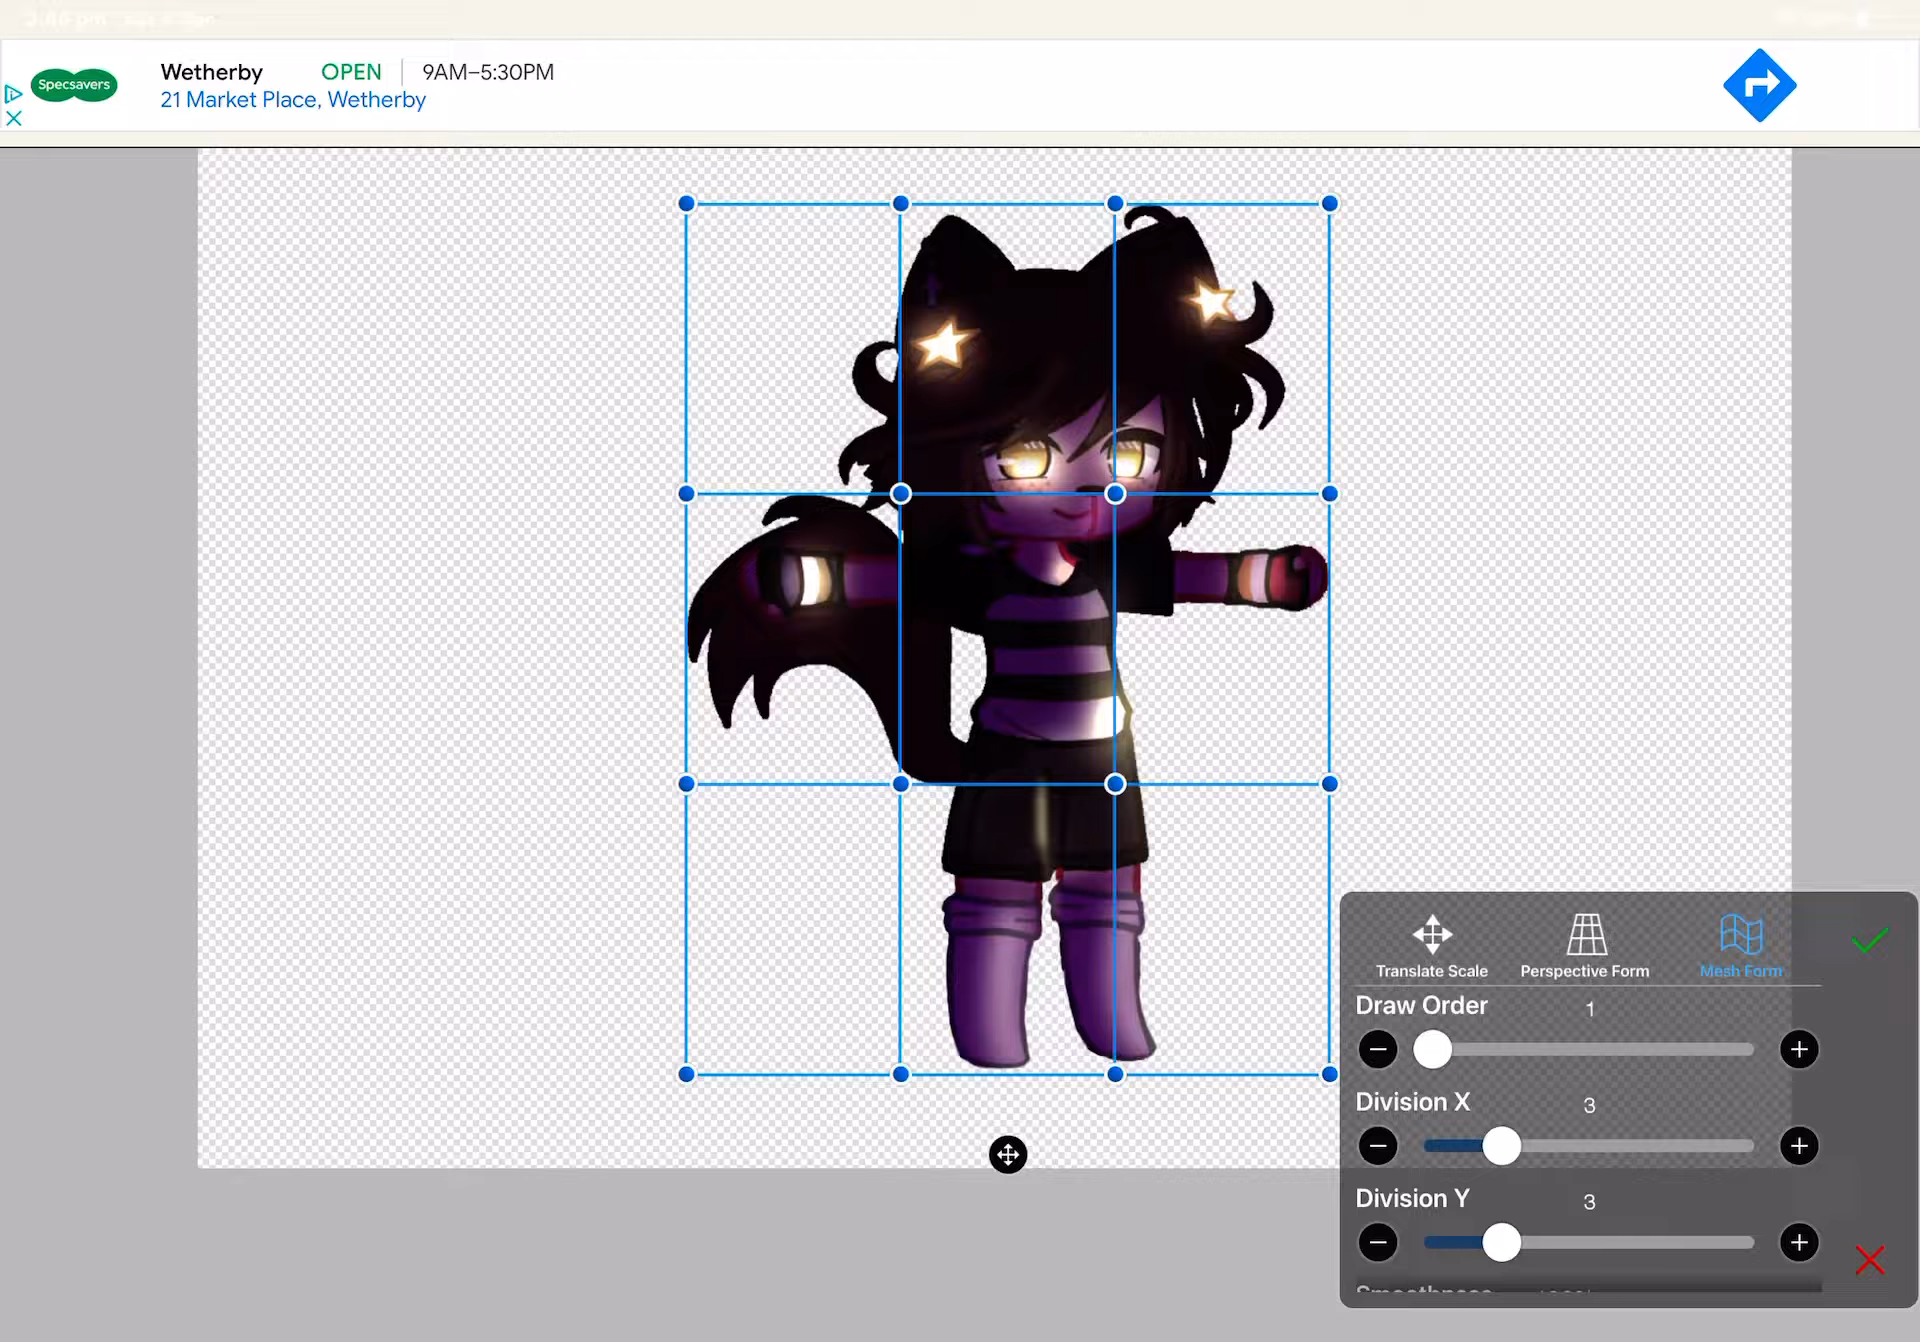 Specsavers
Wetherby OPEN 9AM–5:30PM
21 Market Place, Wetherby
Translate Scale Perspective Form Mesh Form
Draw Order 1
Division X 3
Division Y 3